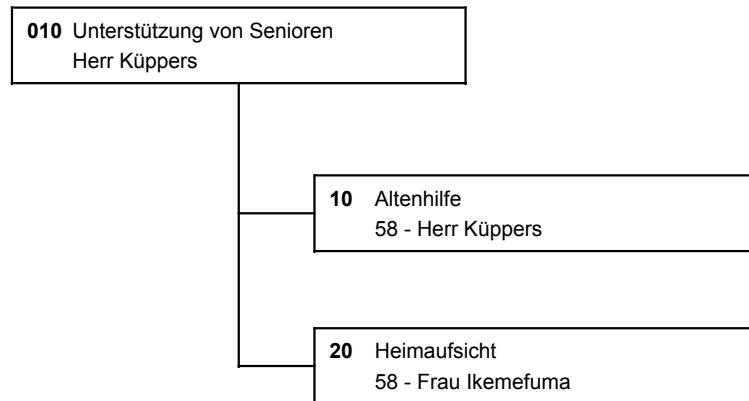 010 Unterstützung von Senioren
Herr Küppers
10 Altenhilfe
58 - Herr Küppers
20 Heimaufsicht
58 - Frau Ikemefuma